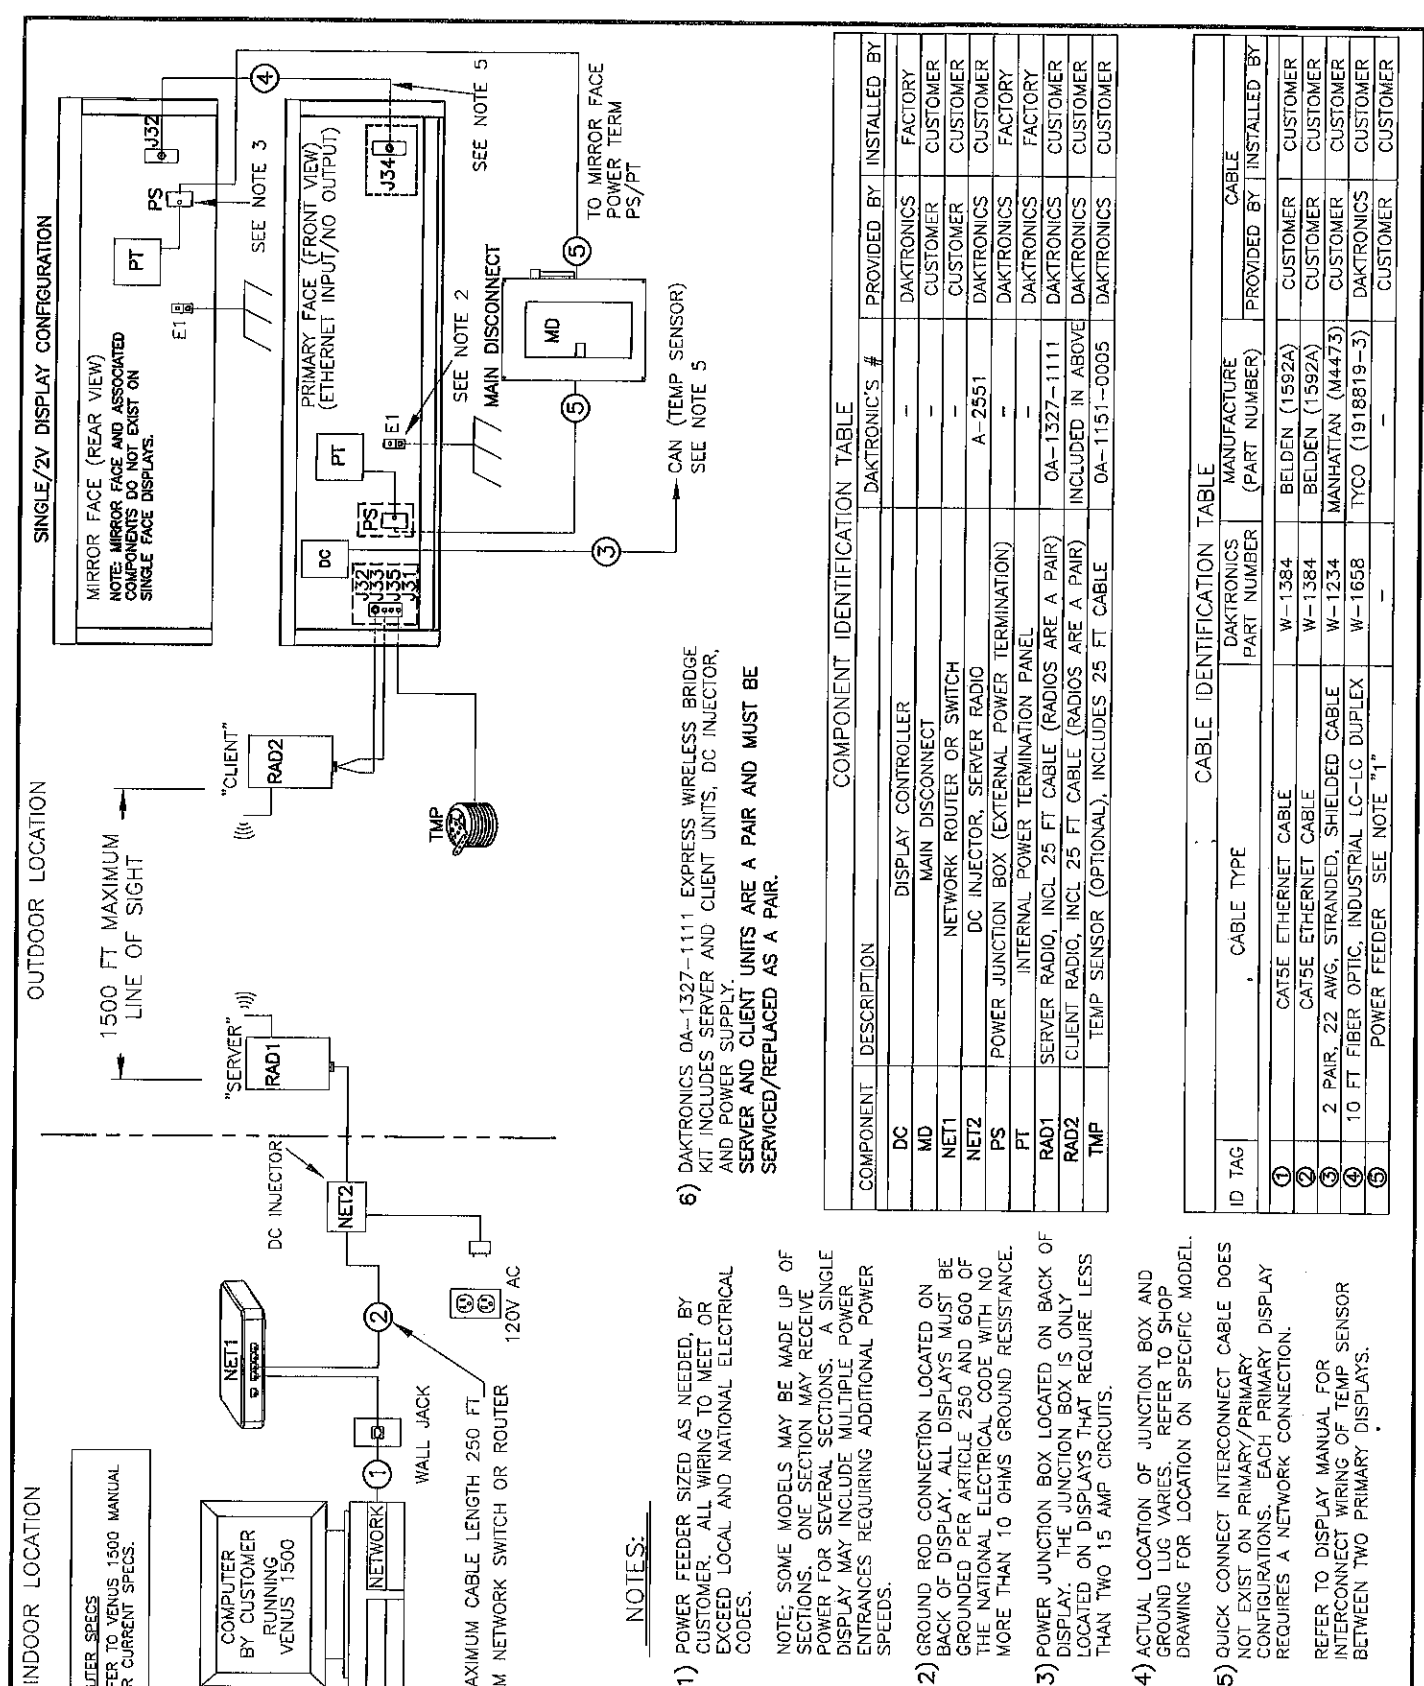 INDOOR LOCATION
UTER SPECS
FER TO VENUS 1500 MANUAL
R CURRENT SPECS.
COMPUTER
BY CUSTOMER
RUNNING
VENUS 1500
NETWORK
1
WALL JACK
NET1
2
AXIMUM CABLE LENGTH 250 FT
M NETWORK SWITCH OR ROUTER
DC INJECTOR
NET2
120V AC
OUTDOOR LOCATION
1500 FT MAXIMUM
LINE OF SIGHT
"SERVER"
RAD1
"CLIENT"
RAD2
TMP
SINGLE/2V DISPLAY CONFIGURATION
MIRROR FACE (REAR VIEW)
NOTE: MIRROR FACE AND ASSOCIATED
COMPONENTS DO NOT EXIST ON
SINGLE FACE DISPLAYS.
E1
PT
PS
J32
SEE NOTE 3
4
PRIMARY FACE (FRONT VIEW)
(ETHERNET INPUT/NO OUTPUT)
J32
J33
J35
J31
DC
PS
PT
E1
J34
SEE NOTE 5
SEE NOTE 2
MAIN DISCONNECT
MD
5
5
TO MIRROR FACE
POWER TERM
PS/PT
3
CAN (TEMP SENSOR)
SEE NOTE 5
NOTES:
1) POWER FEEDER SIZED AS NEEDED, BY
CUSTOMER. ALL WIRING TO MEET OR
EXCEED LOCAL AND NATIONAL ELECTRICAL
CODES.
NOTE: SOME MODELS MAY BE MADE UP OF
SECTIONS. ONE SECTION MAY RECEIVE
POWER FOR SEVERAL SECTIONS. A SINGLE
DISPLAY MAY INCLUDE MULTIPLE POWER
ENTRANCES REQUIRING ADDITIONAL POWER
SPEEDS.
2) GROUND ROD CONNECTION LOCATED ON
BACK OF DISPLAY. ALL DISPLAYS MUST BE
GROUNDED PER ARTICLE 250 AND 600 OF
THE NATIONAL ELECTRICAL CODE WITH NO
MORE THAN 10 OHMS GROUND RESISTANCE.
3) POWER JUNCTION BOX LOCATED ON BACK OF
DISPLAY. THE JUNCTION BOX IS ONLY
LOCATED ON DISPLAYS THAT REQUIRE LESS
THAN TWO 15 AMP CIRCUITS.
4) ACTUAL LOCATION OF JUNCTION BOX AND
GROUND LUG VARIES. REFER TO SHOP
DRAWING FOR LOCATION ON SPECIFIC MODEL.
5) QUICK CONNECT INTERCONNECT CABLE DOES
NOT EXIST ON PRIMARY/PRIMARY
CONFIGURATIONS. EACH PRIMARY DISPLAY
REQUIRES A NETWORK CONNECTION.
REFER TO DISPLAY MANUAL FOR
INTERCONNECT WIRING OF TEMP SENSOR
BETWEEN TWO PRIMARY DISPLAYS.
6) DAKTRONICS 0A-1327-1111 EXPRESS WIRELESS BRIDGE
KIT INCLUDES SERVER AND CLIENT UNITS, DC INJECTOR,
AND POWER SUPPLY.
SERVER AND CLIENT UNITS ARE A PAIR AND MUST BE
SERVICED/REPLACED AS A PAIR.
COMPONENT IDENTIFICATION TABLE
COMPONENT DESCRIPTION DAKTRONIC'S # PROVIDED BY INSTALLED BY
DC DISPLAY CONTROLLER - DAKTRONICS FACTORY
MD MAIN DISCONNECT - CUSTOMER CUSTOMER
NET1 NETWORK ROUTER OR SWITCH - CUSTOMER CUSTOMER
NET2 DC INJECTOR, SERVER RADIO A-2551 DAKTRONICS CUSTOMER
PS POWER JUNCTION BOX (EXTERNAL POWER TERMINATION) - DAKTRONICS FACTORY
PT INTERNAL POWER TERMINATION PANEL - DAKTRONICS FACTORY
RAD1 SERVER RADIO, INCL 25 FT CABLE (RADIOS ARE A PAIR) 0A-1327-1111 DAKTRONICS CUSTOMER
RAD2 CLIENT RADIO, INCL 25 FT CABLE (RADIOS ARE A PAIR) INCLUDED IN ABOVE DAKTRONICS CUSTOMER
TMP TEMP SENSOR (OPTIONAL), INCLUDES 25 FT CABLE 0A-1151-0005 DAKTRONICS CUSTOMER
CABLE IDENTIFICATION TABLE
ID TAG CABLE TYPE DAKTRONICS PART NUMBER MANUFACTURE (PART NUMBER) CABLE PROVIDED BY INSTALLED BY
1 CAT5E ETHERNET CABLE W-1384 BELDEN (1592A) CUSTOMER CUSTOMER
2 CAT5E ETHERNET CABLE W-1384 BELDEN (1592A) CUSTOMER CUSTOMER
3 2 PAIR, 22 AWG, STRANDED, SHIELDED CABLE W-1234 MANHATTAN (M4473) CUSTOMER CUSTOMER
4 10 FT FIBER OPTIC, INDUSTRIAL LC-LC DUPLEX W-1658 TYCO (1918819-3) DAKTRONICS CUSTOMER
5 POWER FEEDER SEE NOTE "1" - - CUSTOMER CUSTOMER